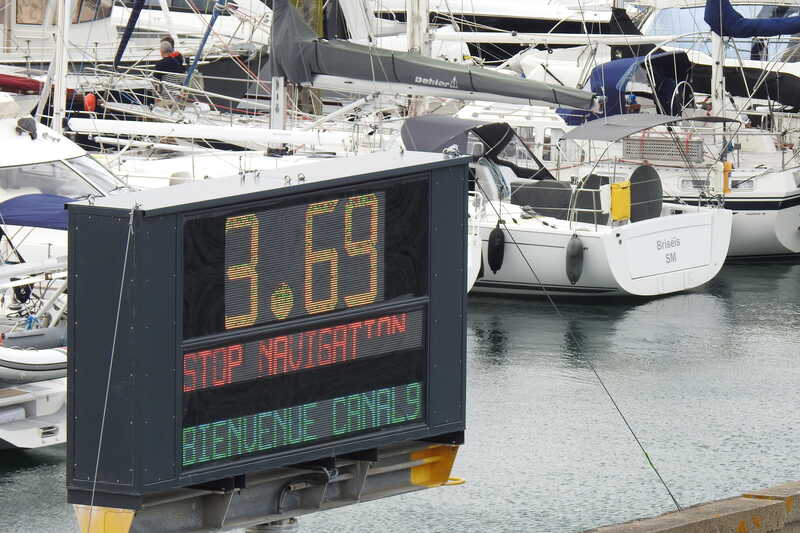 Dehler
3.69
STOP NAVIGATION
BIENVENUE CANAL9
Briséis
SM